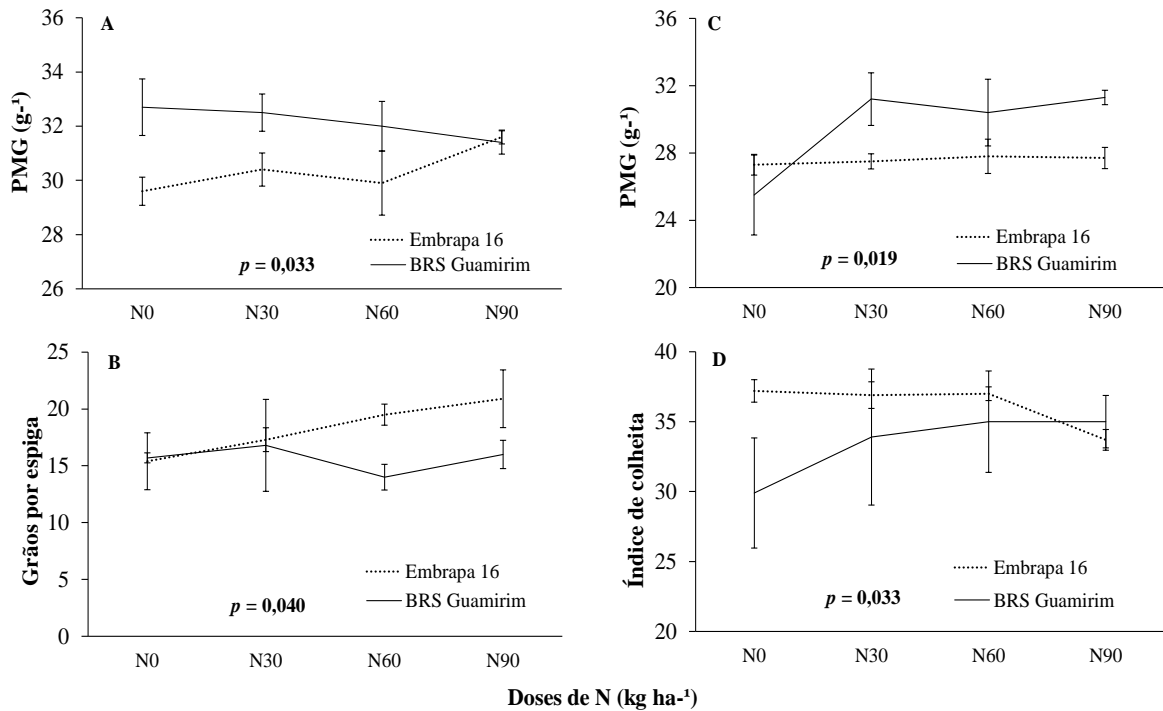 A
PMG (g-¹)
36
34
32
30
28
26
Embrapa 16
BRS Guamirim
p = 0,033
N0 N30 N60 N90
C
PMG (g-¹)
36
32
28
24
20
Embrapa 16
BRS Guamirim
p = 0,019
N0 N30 N60 N90
B
Grãos por espiga
25
20
15
10
5
0
Embrapa 16
BRS Guamirim
p = 0,040
N0 N30 N60 N90
D
Índice de colheita
40
35
30
25
20
Embrapa 16
BRS Guamirim
p = 0,033
N0 N30 N60 N90
Doses de N (kg ha-¹)